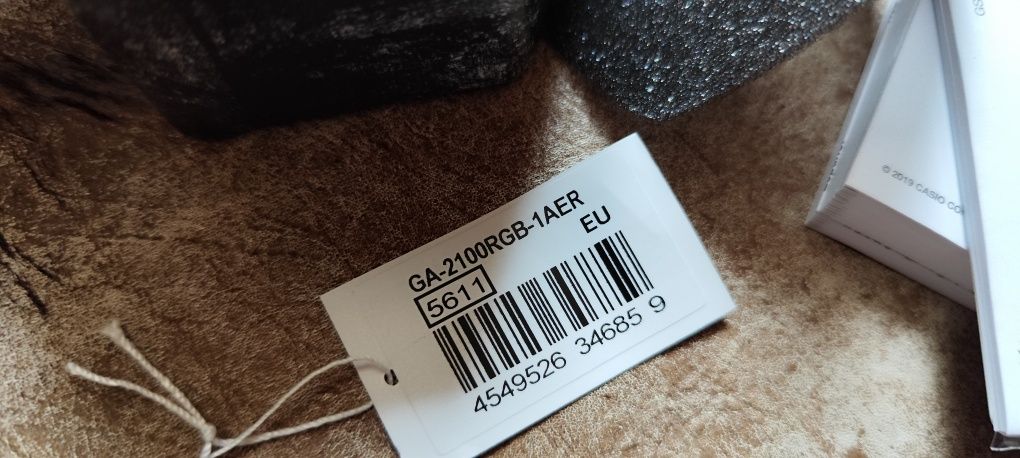 GA-2100RGB-1AER
EU
5611
4549526 34685 9
© 2019 CASIO CO